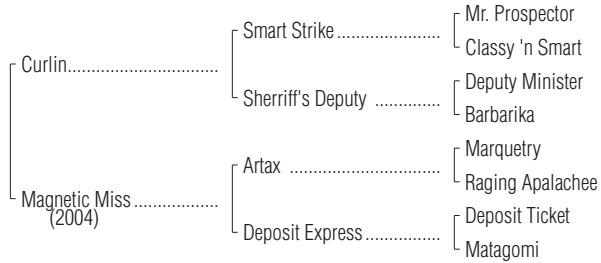 Mr. Prospector
Smart Strike ....................
Classy 'n Smart
Curlin..............................
Deputy Minister
Sherriff's Deputy .............
Barbarika
Marquetry
Artax ..............................
Raging Apalachee
Magnetic Miss .................
(2004)
Deposit Ticket
Deposit Express...............
Matagomi